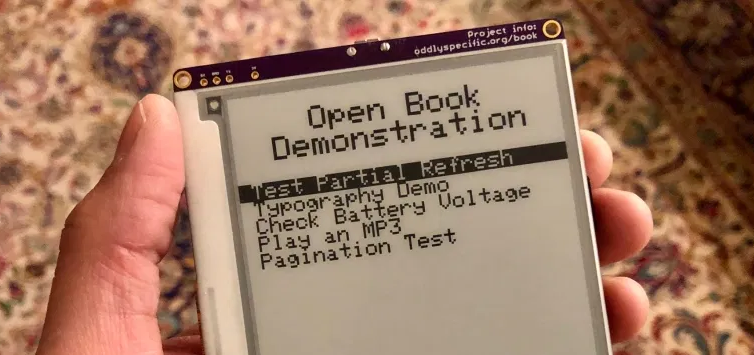 Project info:
oddlyspecific.org/book
Open Book
Demonstration
Test Partial Refresh
Typography Demo
Check Battery Voltage
Play an MP3
Pagination Test